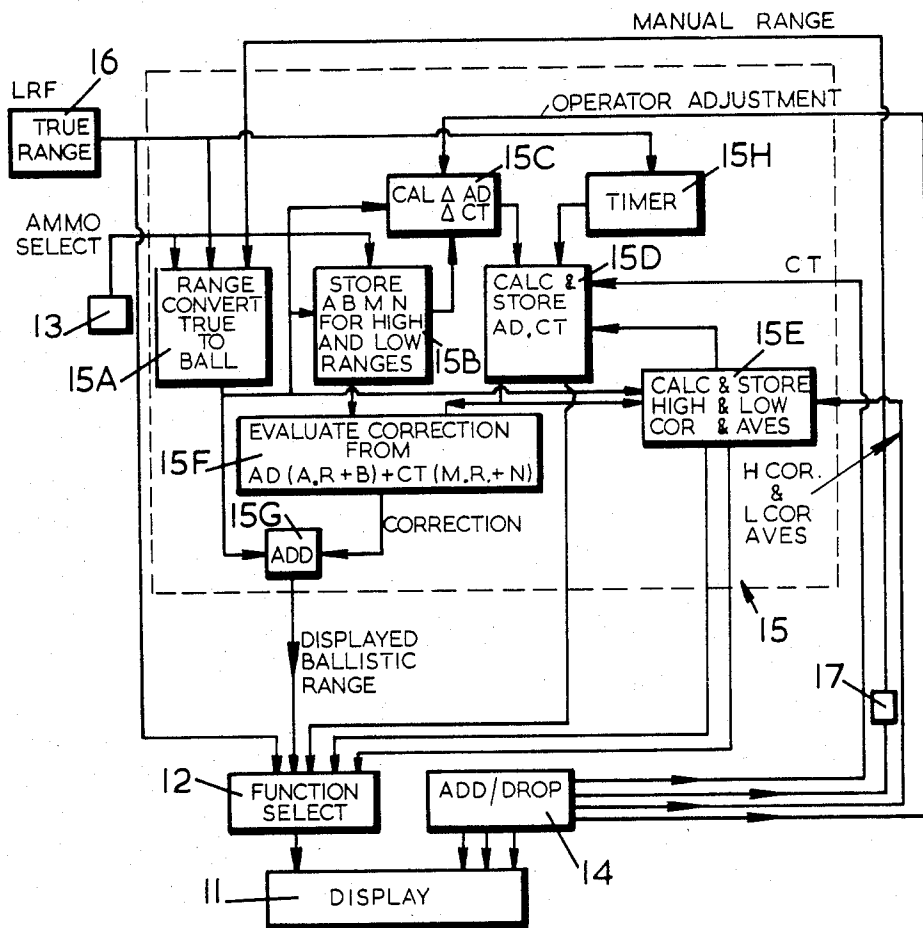 MANUAL RANGE
16
LRF
TRUE
RANGE
OPERATOR ADJUSTMENT
15C
15H
CAL Δ AD
Δ CT
TIMER
AMMO
SELECT
15D
CT
13
RANGE
CONVERT
TRUE
TO
BALL
15A
STORE
A B M N
FOR HIGH
AND LOW
RANGES
15B
CALC &
STORE
AD, CT
15E
CALC & STORE
HIGH & LOW
COR & AVES
EVALUATE CORRECTION
FROM
AD (A.R + B) + CT (M.R. + N)
15F
H COR.
&
L COR
AVES
15G
CORRECTION
ADD
15
DISPLAYED
BALLISTIC
RANGE
17
12
FUNCTION
SELECT
ADD/DROP
14
11
DISPLAY